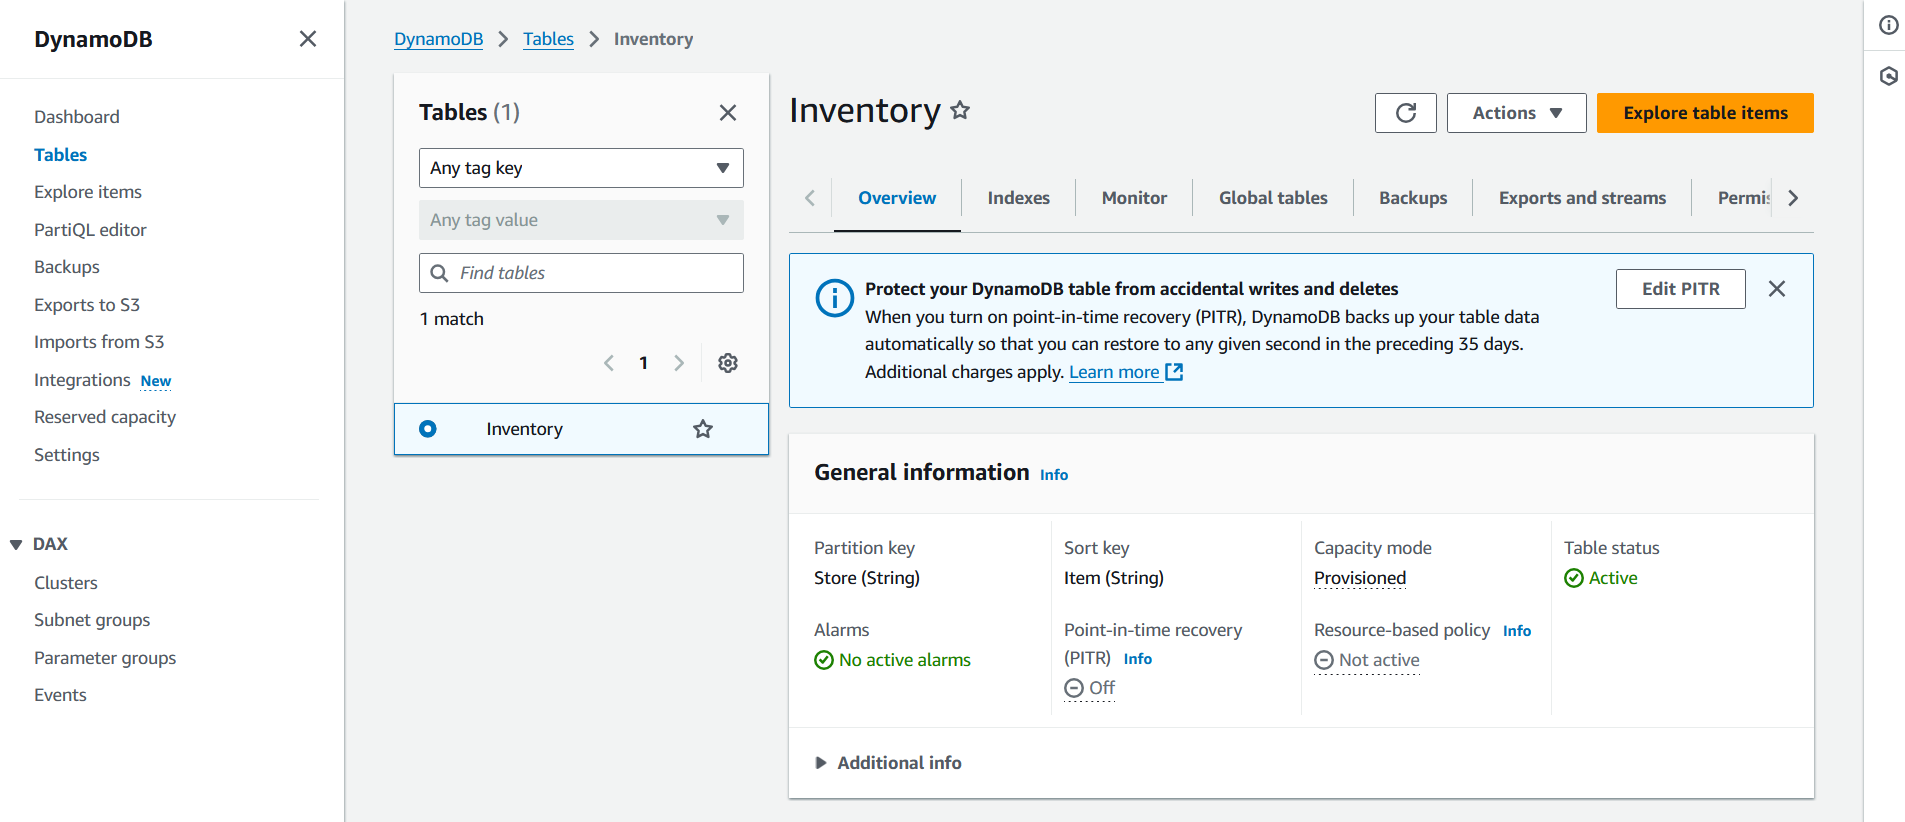 DynamoDB
Dashboard
Tables
Explore items
PartiQL editor
Backups
Exports to S3
Imports from S3
Integrations New
Reserved capacity
Settings
DAX
Clusters
Subnet groups
Parameter groups
Events
DynamoDB > Tables > Inventory
Tables (1)
Any tag key
Any tag value
Find tables
1 match
1
Inventory
Inventory
Actions
Explore table items
Overview
Indexes
Monitor
Global tables
Backups
Exports and streams
Permis
Protect your DynamoDB table from accidental writes and deletes
When you turn on point-in-time recovery (PITR), DynamoDB backs up your table data
automatically so that you can restore to any given second in the preceding 35 days.
Additional charges apply. Learn more
Edit PITR
General information Info
Partition key
Store (String)
Sort key
Item (String)
Capacity mode
Provisioned
Table status
Active
Alarms
No active alarms
Point-in-time recovery
(PITR) Info
Off
Resource-based policy Info
Not active
Additional info